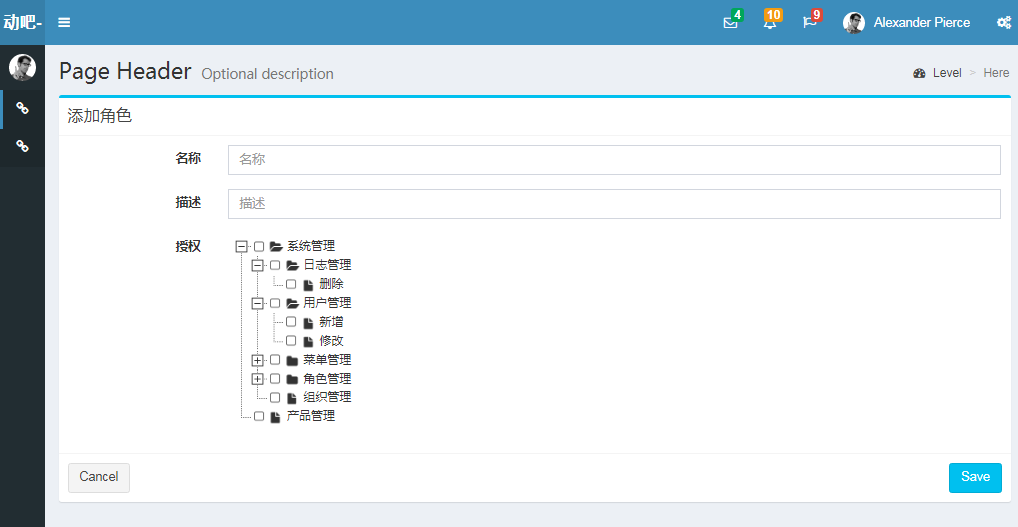 动吧- 4 10 9 Alexander Pierce
Page Header Optional description Level > Here
添加角色
名称 名称
描述 描述
授权 系统管理
日志管理
删除
用户管理
新增
修改
菜单管理
角色管理
组织管理
产品管理
Cancel Save